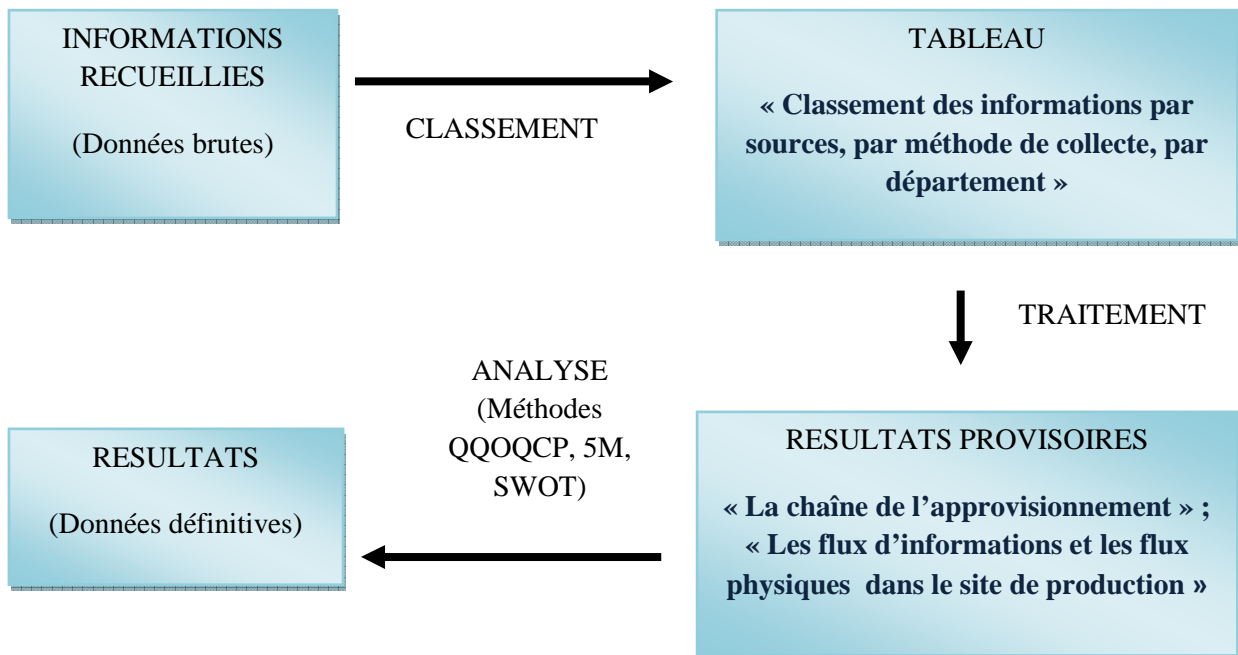 INFORMATIONS
RECUEILLIES
(Données brutes)
CLASSEMENT
TABLEAU
« Classement des informations par
sources, par méthode de collecte, par
département »
TRAITEMENT
RESULTATS PROVISOIRES
« La chaîne de l’approvisionnement » ;
« Les flux d’informations et les flux
physiques dans le site de production »
ANALYSE
(Méthodes
QQOQCP, 5M,
SWOT)
RESULTATS
(Données définitives)